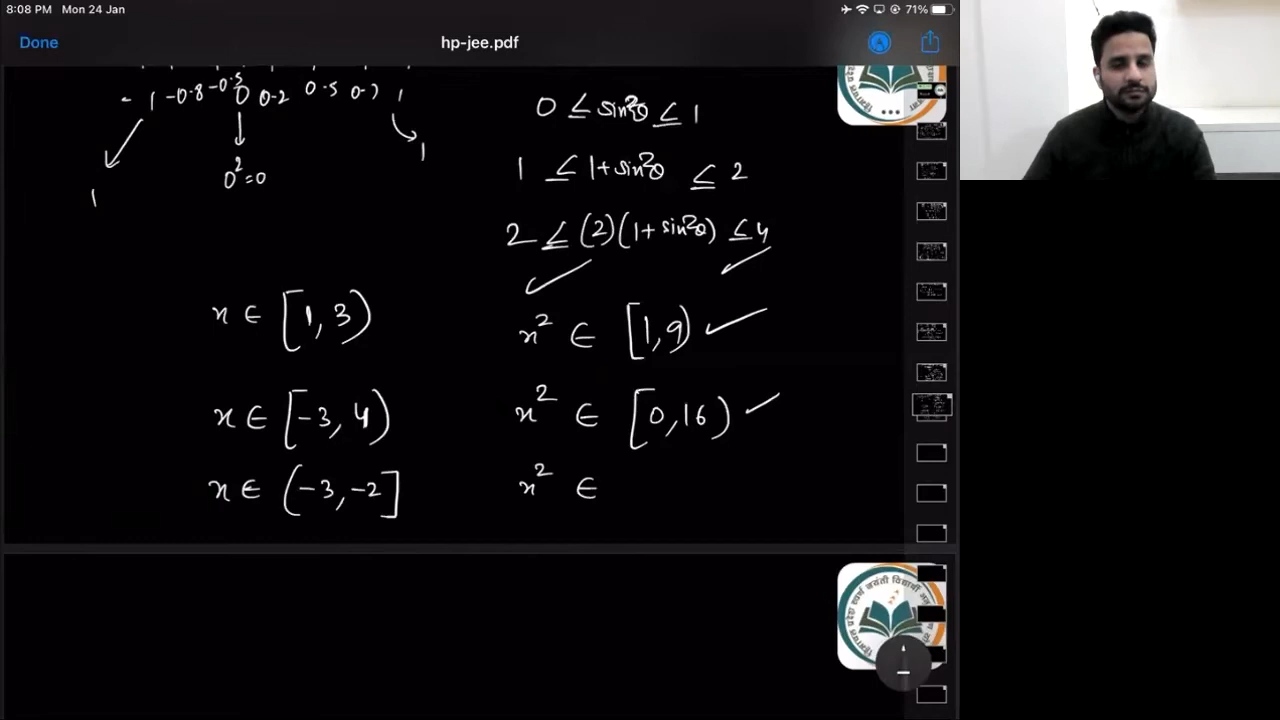 8:08 PM Mon 24 Jan
71%
Done
hp-jee.pdf
-1 -0.8 -0.5 0 0.2 0.5 0.7 1
1
0² = 0
1
0 ≤ sin²θ ≤ 1
1 ≤ 1+sin²θ ≤ 2
2 ≤ (2)(1+sin²θ) ≤ 4
x ∈ [1, 3)
x² ∈ [1, 9)
x ∈ [-3, 4)
x² ∈ [0, 16)
x ∈ (-3, -2]
x² ∈